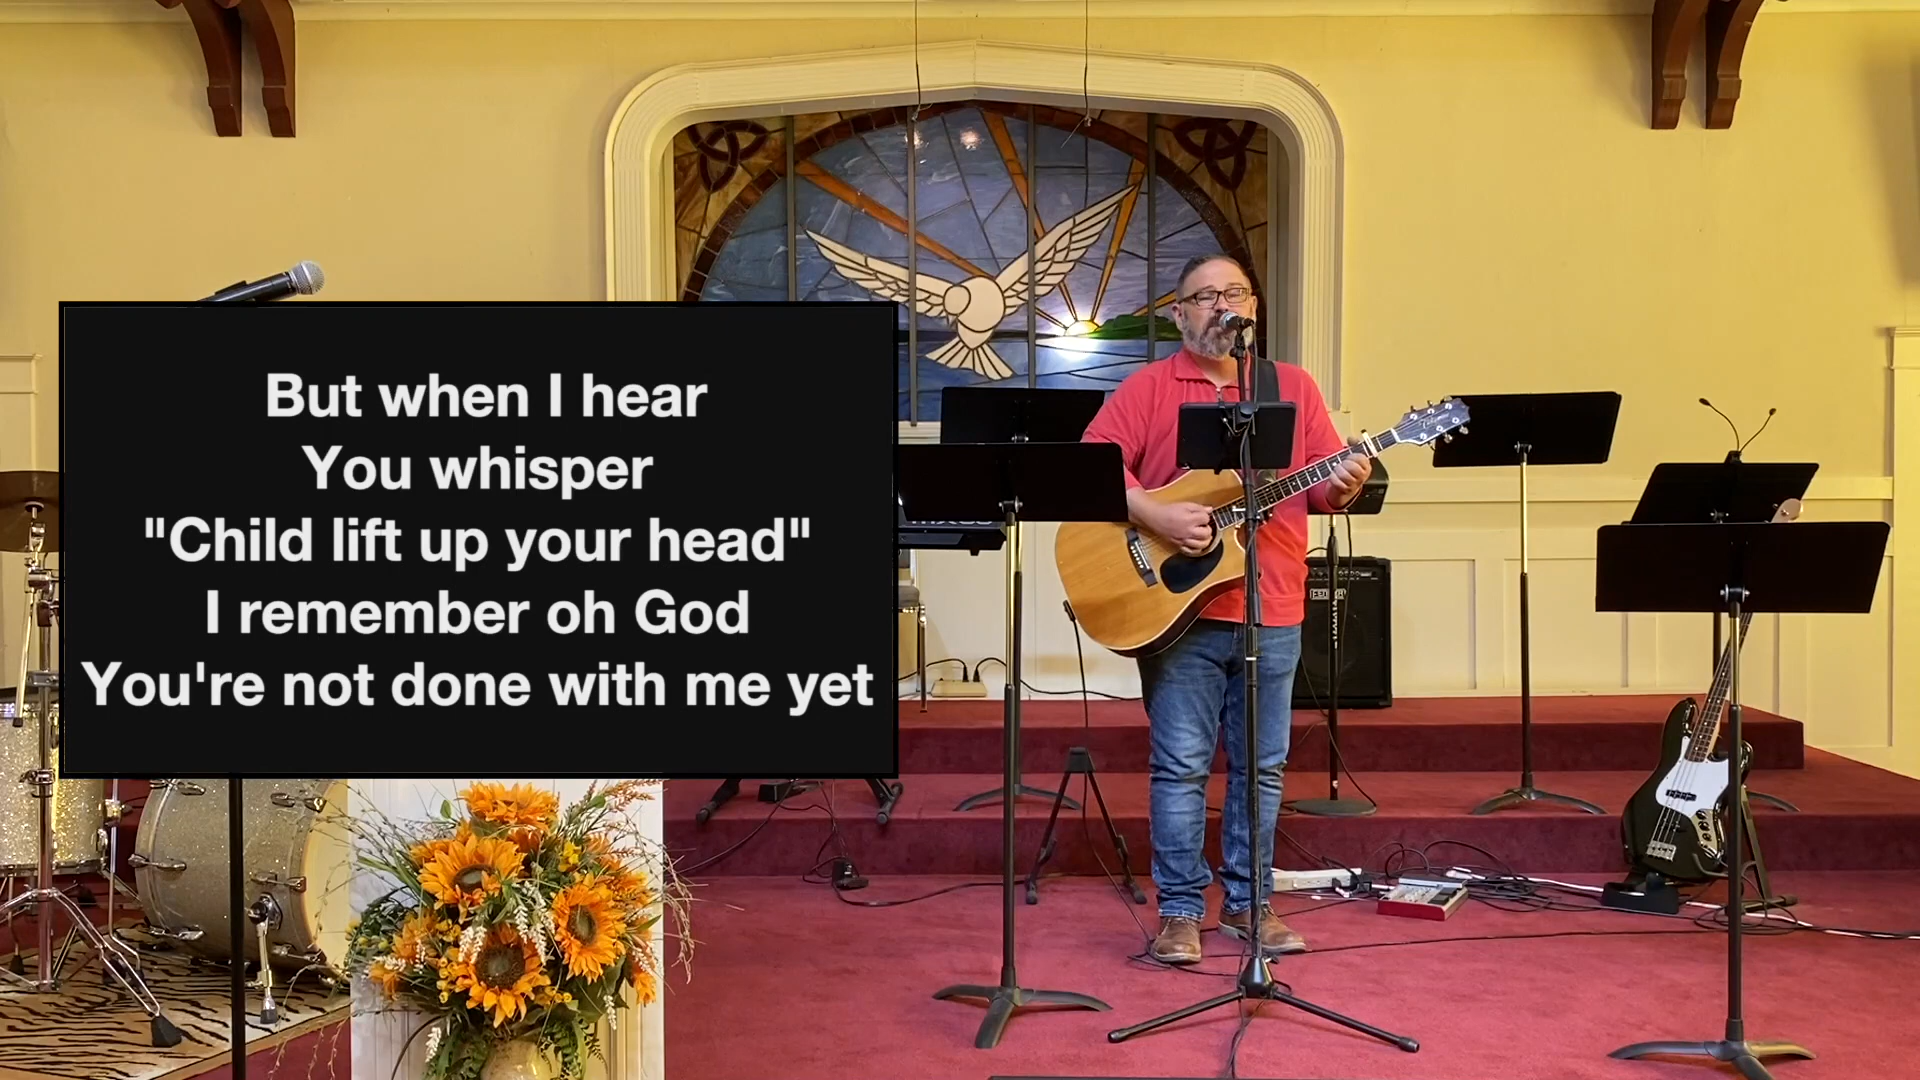 But when I hear
You whisper
"Child lift up your head"
I remember oh God
You're not done with me yet